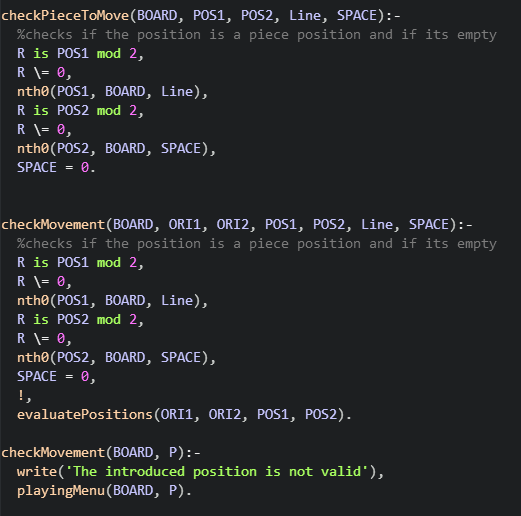 checkPieceToMove(BOARD, POS1, POS2, Line, SPACE):-
  %checks if the position is a piece position and if its empty
  R is POS1 mod 2,
  R \= 0,
  nth0(POS1, BOARD, Line),
  R is POS2 mod 2,
  R \= 0,
  nth0(POS2, BOARD, SPACE),
  SPACE = 0.

checkMovement(BOARD, ORI1, ORI2, POS1, POS2, Line, SPACE):-
  %checks if the position is a piece position and if its empty
  R is POS1 mod 2,
  R \= 0,
  nth0(POS1, BOARD, Line),
  R is POS2 mod 2,
  R \= 0,
  nth0(POS2, BOARD, SPACE),
  SPACE = 0,
  !,
  evaluatePositions(ORI1, ORI2, POS1, POS2).

checkMovement(BOARD, P):-
  write('The introduced position is not valid'),
  playingMenu(BOARD, P).